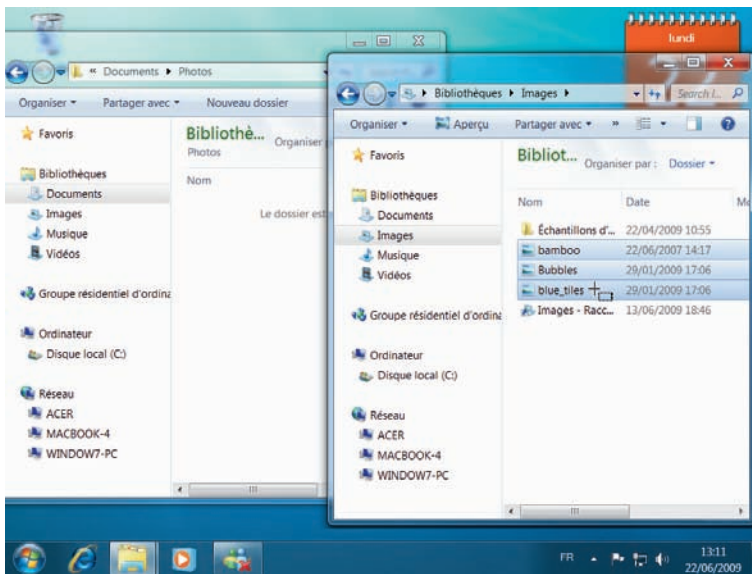 lundi
« Documents ▸ Photos
Organiser ▾ Partager avec ▾ Nouveau dossier
Favoris
Bibliothèques
Documents
Images
Musique
Vidéos
Groupe résidentiel d'ordina
Ordinateur
Disque local (C:)
Réseau
ACER
MACBOOK-4
WINDOW7-PC
Bibliothè...
Organiser
Photos
Nom
Le dossier est
▸ Bibliothèques ▸ Images ▸
Search I...
Organiser ▾ Aperçu Partager avec ▾ »
Favoris
Bibliothèques
Documents
Images
Musique
Vidéos
Groupe résidentiel d'ordina
Ordinateur
Disque local (C:)
Réseau
ACER
MACBOOK-4
WINDOW7-PC
Bibliot...
Organiser par : Dossier ▾
Nom Date Mo
Échantillons d'... 22/04/2009 10:55
bamboo 22/06/2007 14:17
Bubbles 29/01/2009 17:06
blue_tiles 29/01/2009 17:06
Images - Racc... 13/06/2009 18:46
FR
13:11
22/06/2009